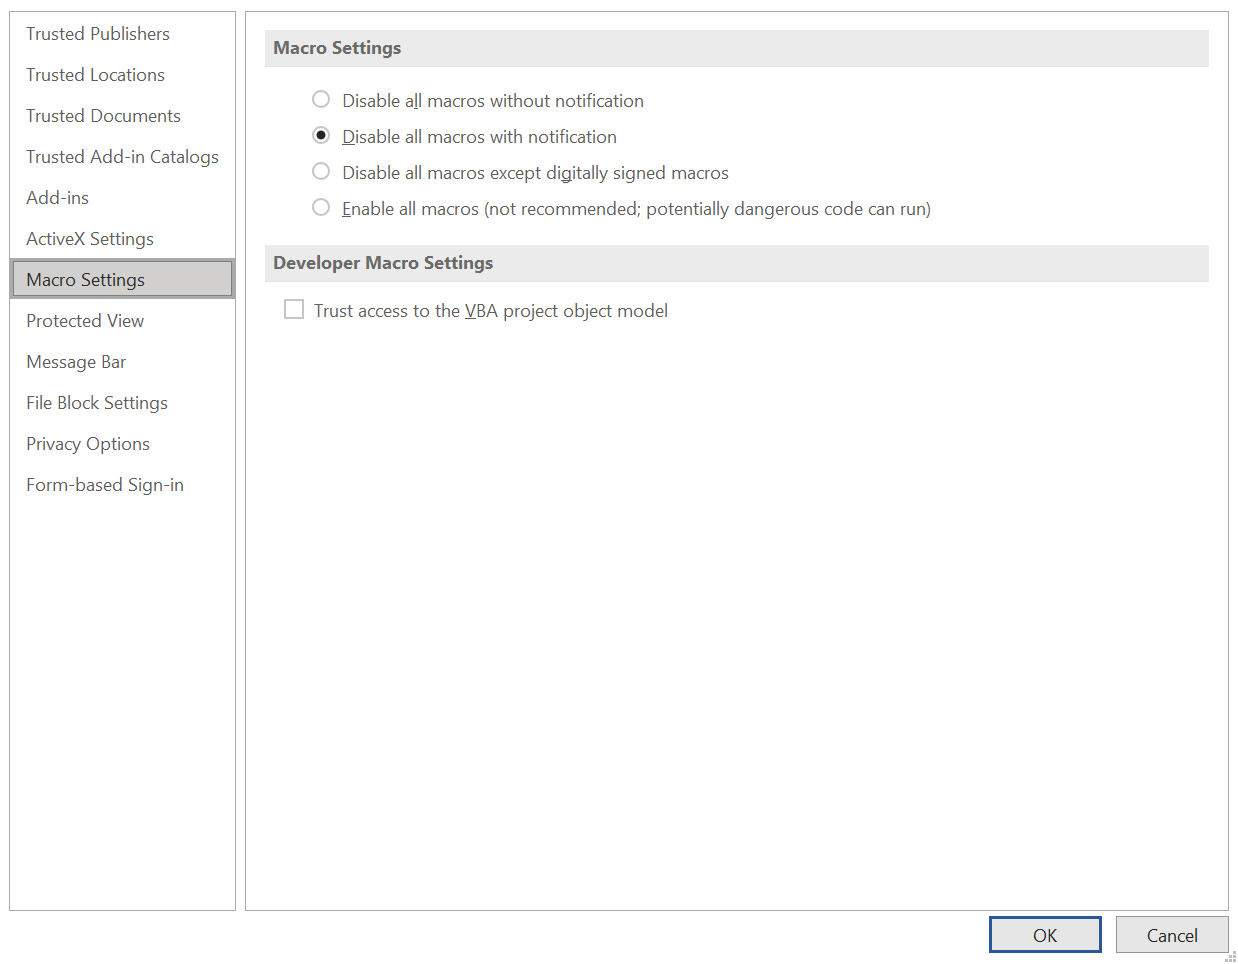 Trusted Publishers
Trusted Locations
Trusted Documents
Trusted Add-in Catalogs
Add-ins
ActiveX Settings
Macro Settings
Protected View
Message Bar
File Block Settings
Privacy Options
Form-based Sign-in
Macro Settings
Disable all macros without notification
Disable all macros with notification
Disable all macros except digitally signed macros
Enable all macros (not recommended; potentially dangerous code can run)
Developer Macro Settings
Trust access to the VBA project object model
OK
Cancel